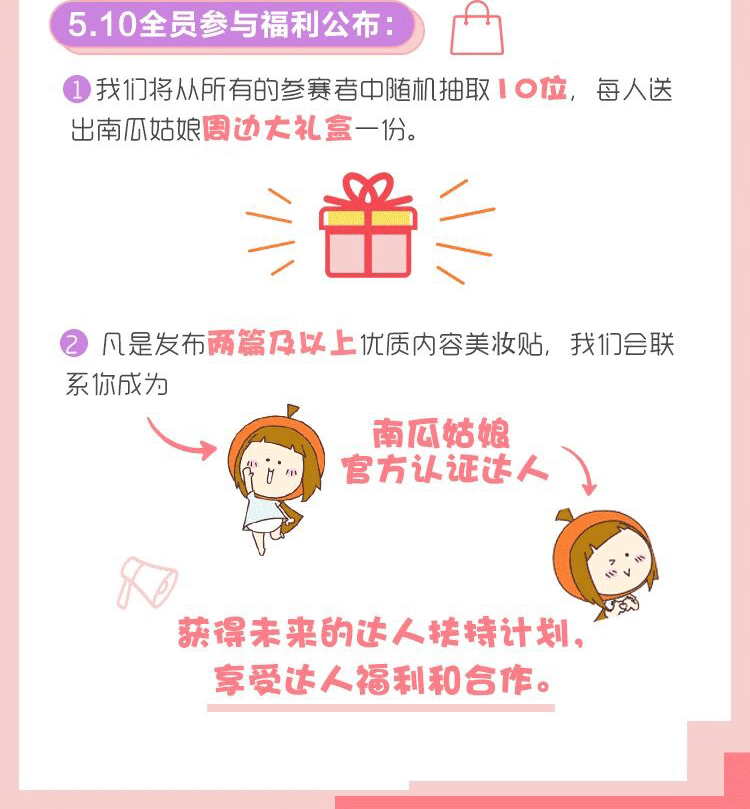 5.10全员参与福利公布：
1 我们将从所有的参赛者中随机抽取10位，每人送
出南瓜姑娘周边大礼盒一份。
2 凡是发布两篇及以上优质内容美妆贴，我们会联
系你成为
南瓜姑娘
官方认证达人
获得未来的达人扶持计划，
享受达人福利和合作。